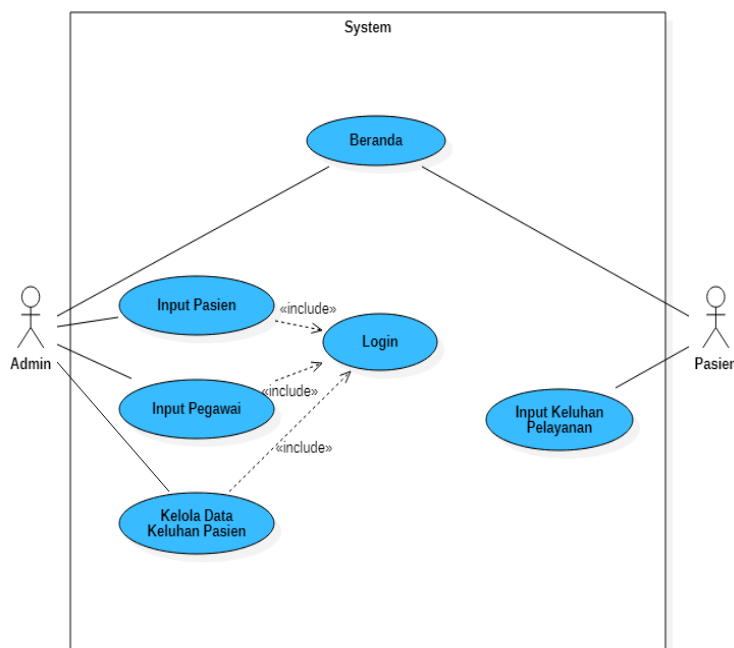 System
Beranda
Input Pasien
«include»
Login
Admin
Pasien
«include»
Input Pegawai
Input Keluhan
Pelayanan
«include»
Kelola Data
Keluhan Pasien